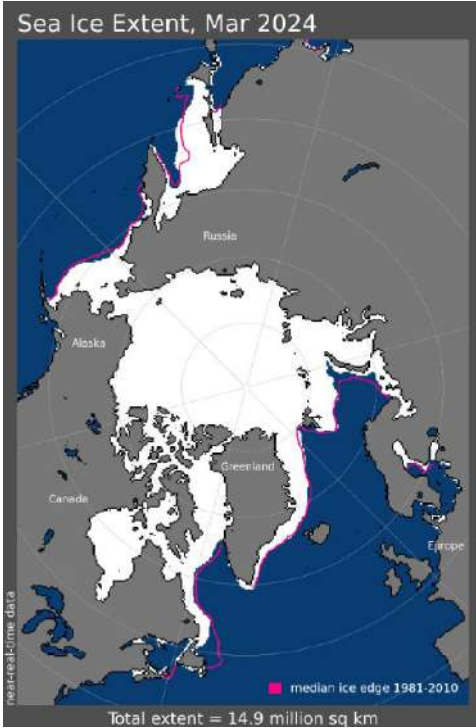 Sea Ice Extent, Mar 2024
Russia
Alaska
Greenland
Canada
Europe
near-real-time data
median ice edge 1981-2010
Total extent = 14.9 million sq km